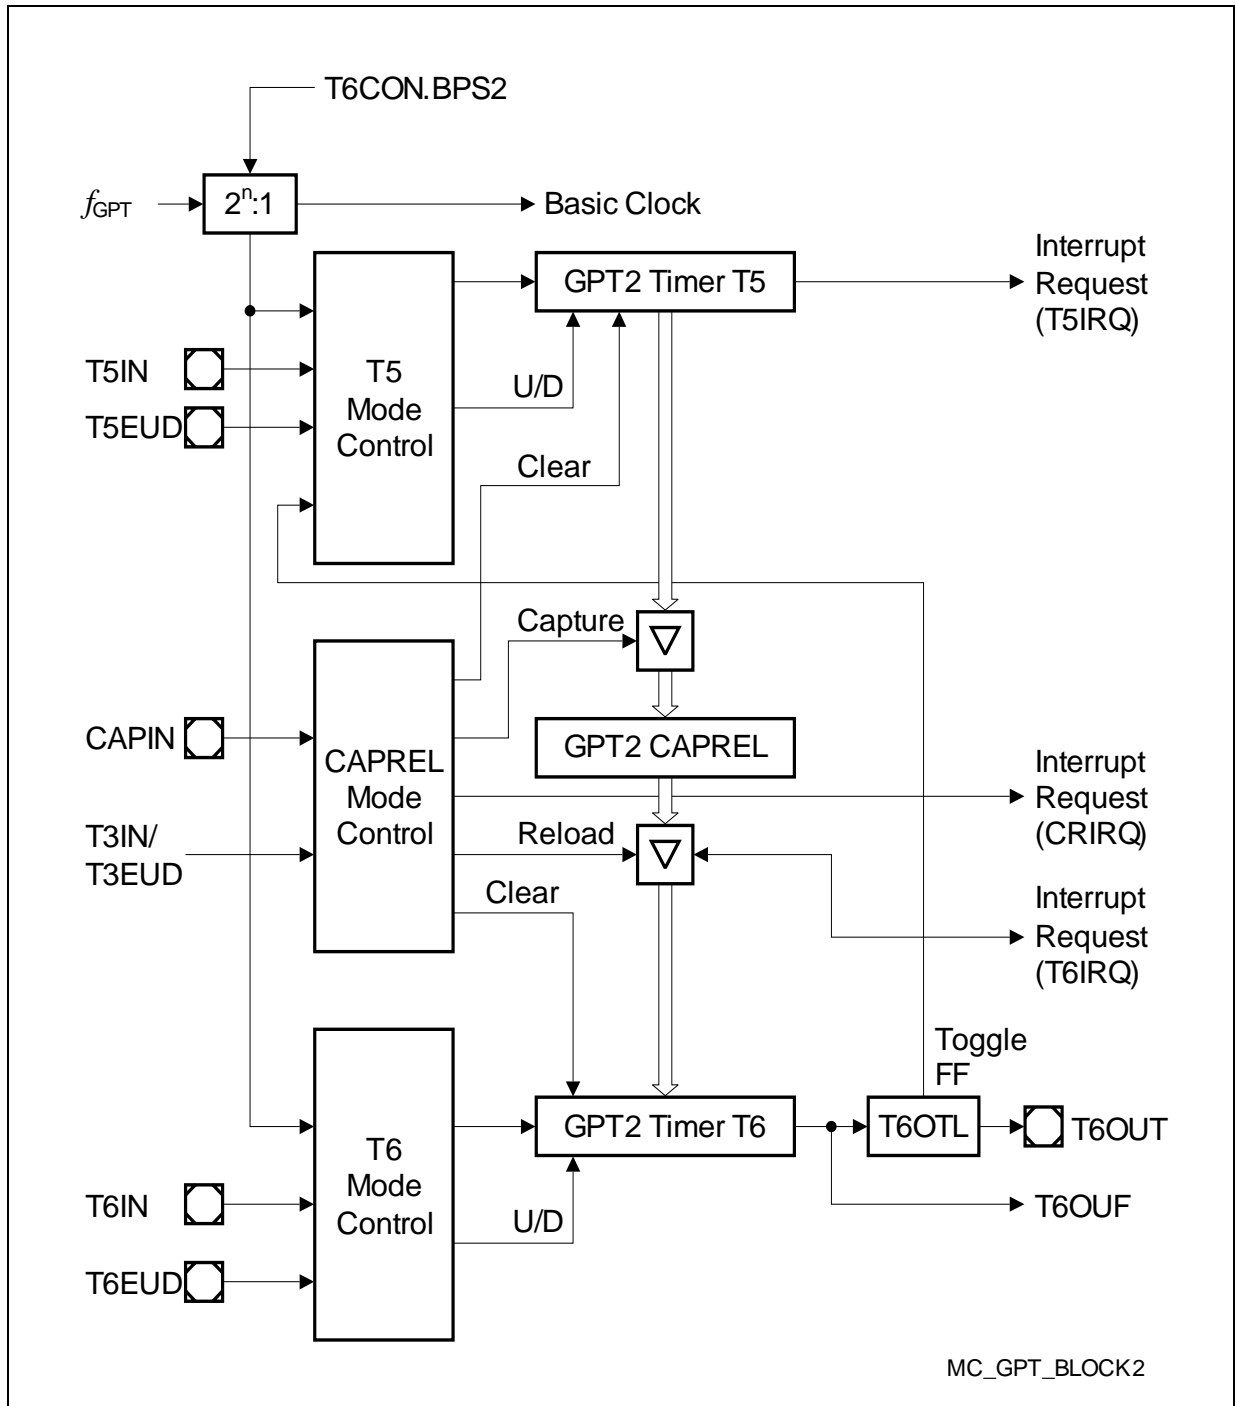 T6CON.BPS2
fGPT
2ⁿ:1
Basic Clock
Interrupt
Request
(T5IRQ)
GPT2 Timer T5
T5IN
T5
Mode
Control
U/D
T5EUD
Clear
Capture
CAPIN
GPT2 CAPREL
CAPREL
Mode
Control
Interrupt
Request
(CRIRQ)
T3IN/
T3EUD
Reload
Clear
Interrupt
Request
(T6IRQ)
Toggle
FF
GPT2 Timer T6
T6OTL
T6OUT
T6
Mode
Control
T6IN
U/D
T6OUF
T6EUD
MC_GPT_BLOCK2